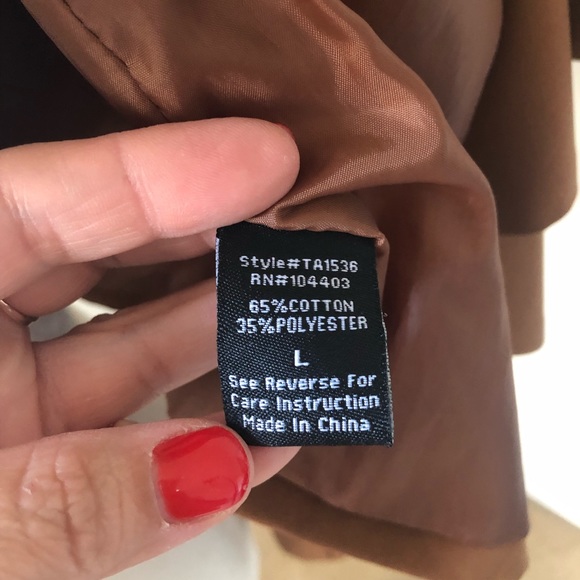 Style#TA1536
RN#104403
65%COTTON
35%POLYESTER
L
See Reverse For
Care Instruction
Made In China